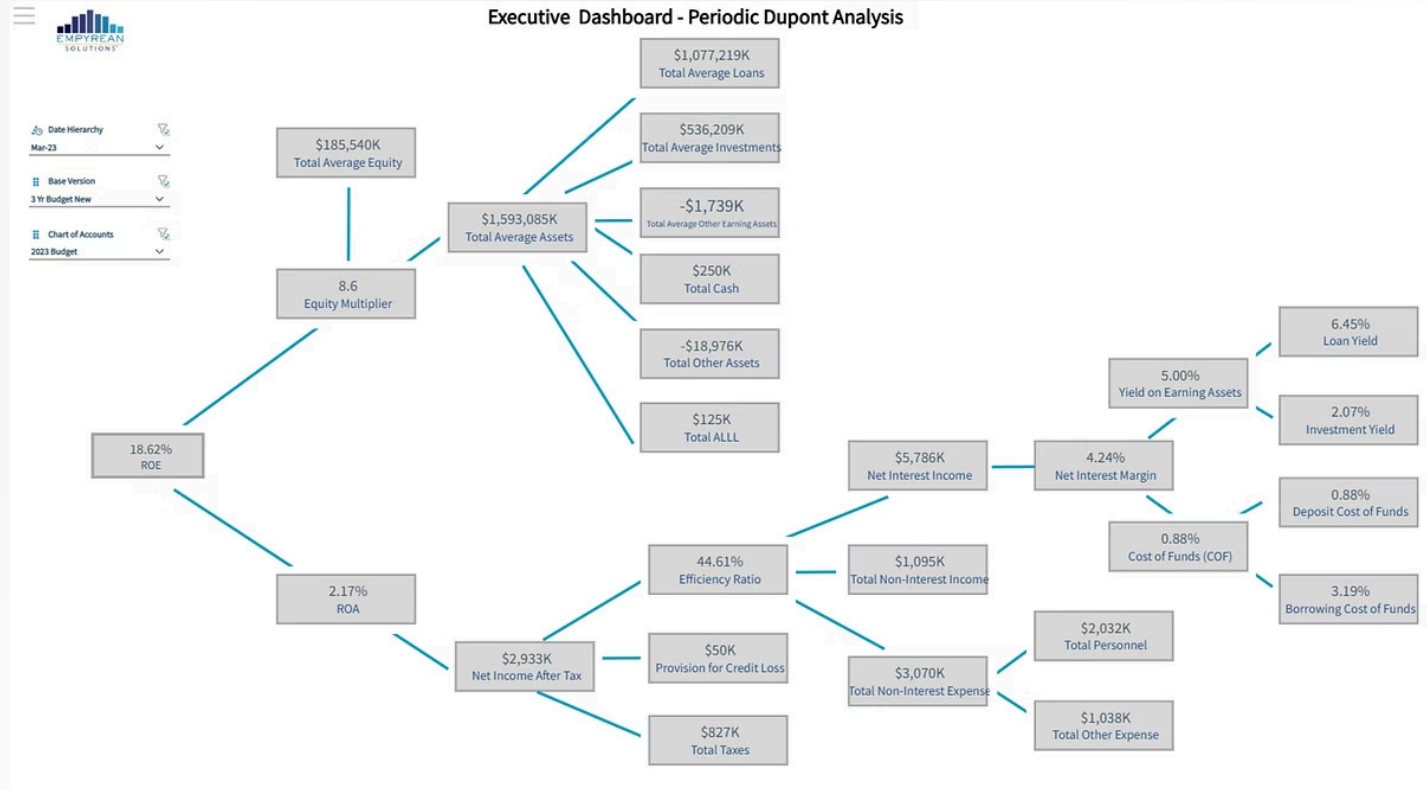 Executive Dashboard - Periodic Dupont Analysis
EMPYREAN
SOLUTIONS
Date Hierarchy
Mar-23
Base Version
3 Yr Budget New
Chart of Accounts
2023 Budget
18.62%
ROE
$185,540K
Total Average Equity
8.6
Equity Multiplier
$1,593,085K
Total Average Assets
$1,077,219K
Total Average Loans
$536,209K
Total Average Investments
-$1,739K
Total Average Other Earning Assets
$250K
Total Cash
-$18,976K
Total Other Assets
$125K
Total ALLL
2.17%
ROA
$2,933K
Net Income After Tax
44.61%
Efficiency Ratio
$50K
Provision for Credit Loss
$827K
Total Taxes
$5,786K
Net Interest Income
$1,095K
Total Non-Interest Income
$3,070K
Total Non-Interest Expense
4.24%
Net Interest Margin
$2,032K
Total Personnel
$1,038K
Total Other Expense
5.00%
Yield on Earning Assets
0.88%
Cost of Funds (COF)
6.45%
Loan Yield
2.07%
Investment Yield
0.88%
Deposit Cost of Funds
3.19%
Borrowing Cost of Funds